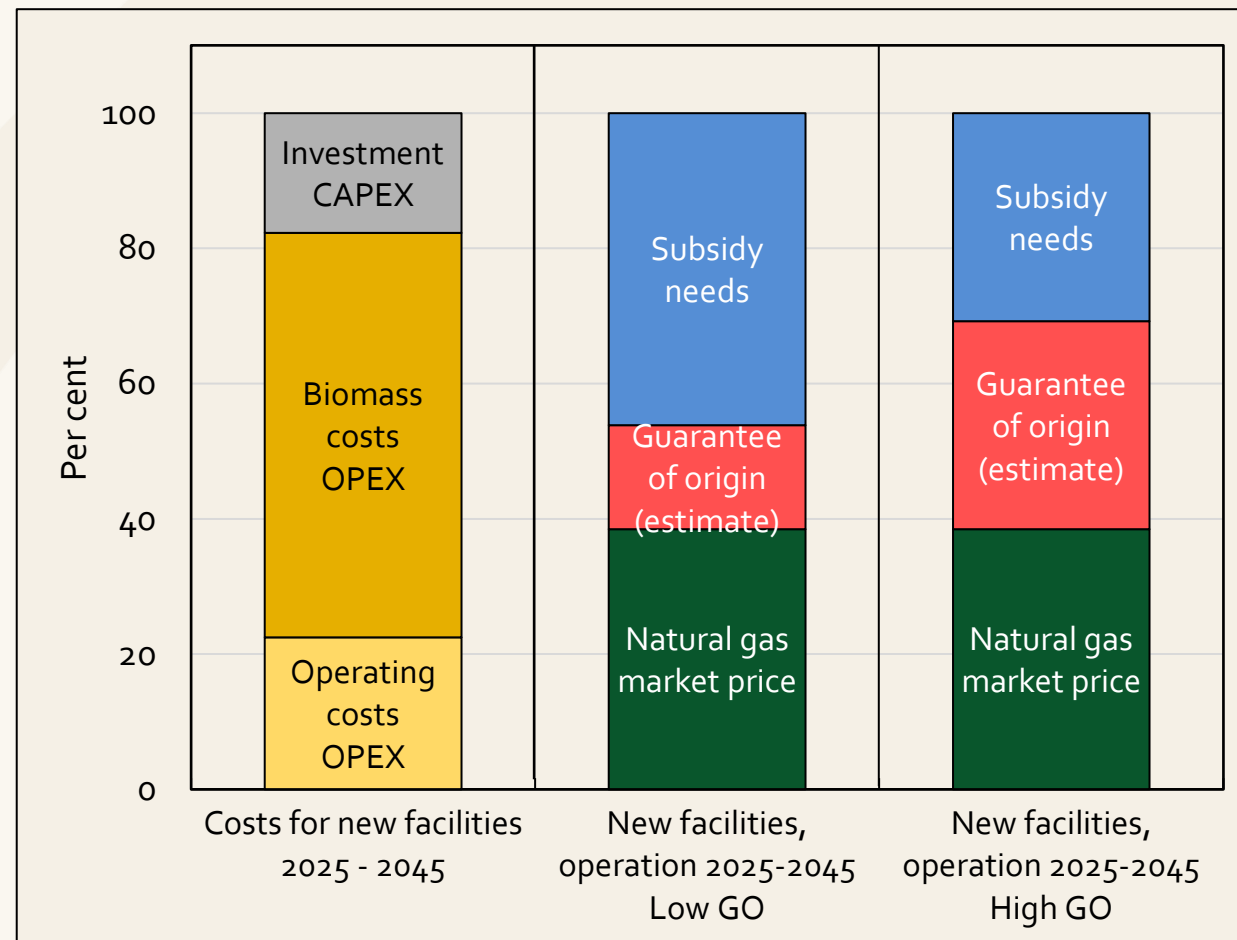 Per cent
100
80
60
40
20
0
Investment
CAPEX
Biomass
costs
OPEX
Operating
costs
OPEX
Subsidy
needs
Guarantee
of origin
(estimate)
Natural gas
market price
Subsidy
needs
Guarantee
of origin
(estimate)
Natural gas
market price
Costs for new facilities
2025 - 2045
New facilities,
operation 2025-2045
Low GO
New facilities,
operation 2025-2045
High GO